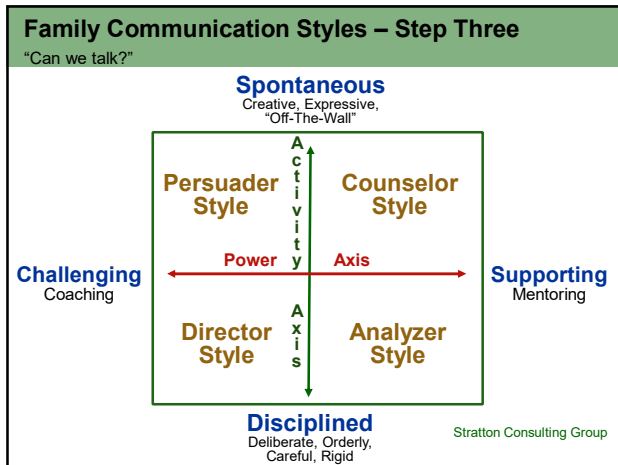 Family Communication Styles – Step Three
“Can we talk?”
Spontaneous
Creative, Expressive,
“Off-The-Wall”
Activity
Persuader
Style
Counselor
Style
Power Axis
Challenging
Coaching
Supporting
Mentoring
Axis
Director
Style
Analyzer
Style
Disciplined
Deliberate, Orderly,
Careful, Rigid
Stratton Consulting Group